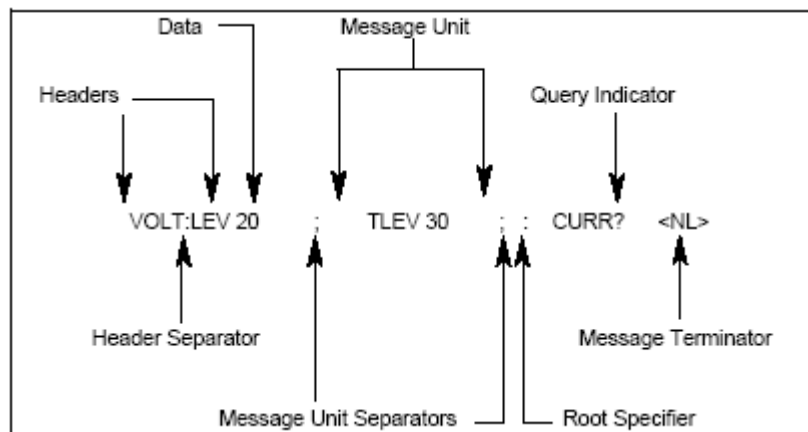 Data
Message Unit
Headers
Query Indicator
VOLT:LEV 20 ; TLEV 30 ; : CURR? <NL>
Header Separator
Message Terminator
Message Unit Separators
Root Specifier